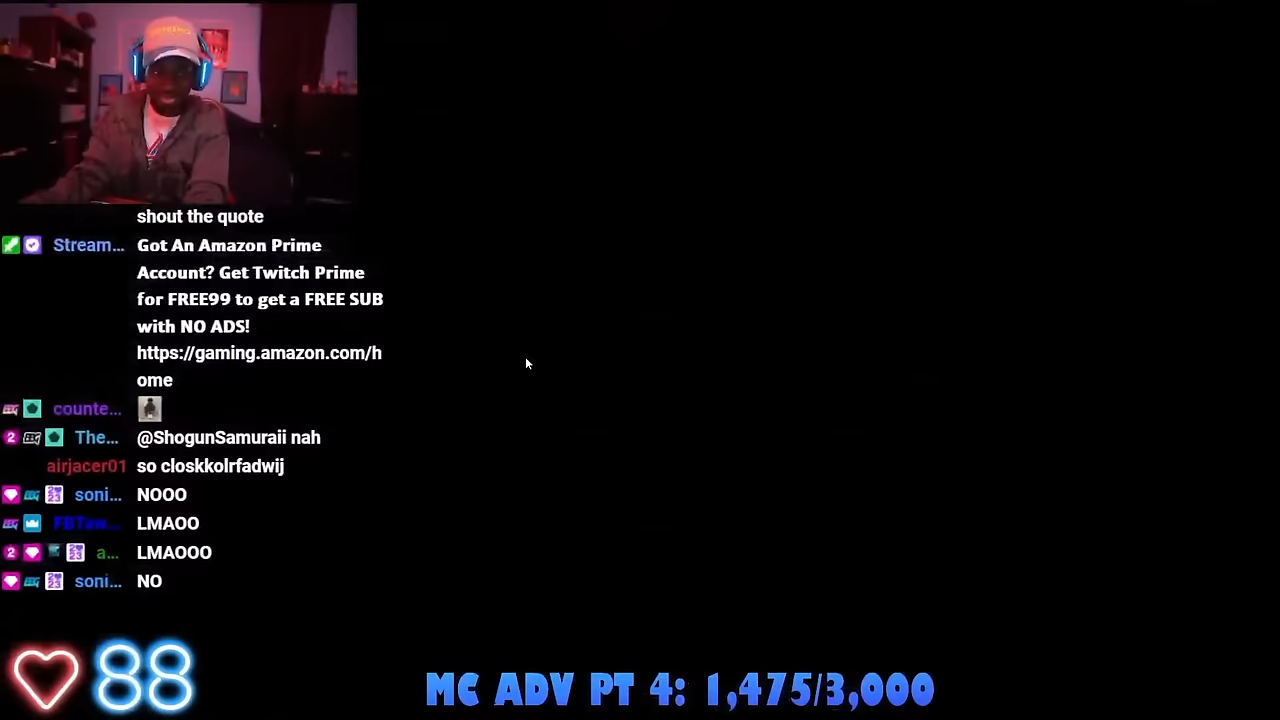 shout the quote
Stream... Got An Amazon Prime
Account? Get Twitch Prime
for FREE99 to get a FREE SUB
with NO ADS!
https://gaming.amazon.com/h
ome
counte...
2 The... @ShogunSamuraii nah
airjacer01 so closkkolrfadwij
soni... NOOO
FBTaw... LMAOO
2 a... LMAOOO
soni... NO
88
MC ADV PT 4: 1,475/3,000